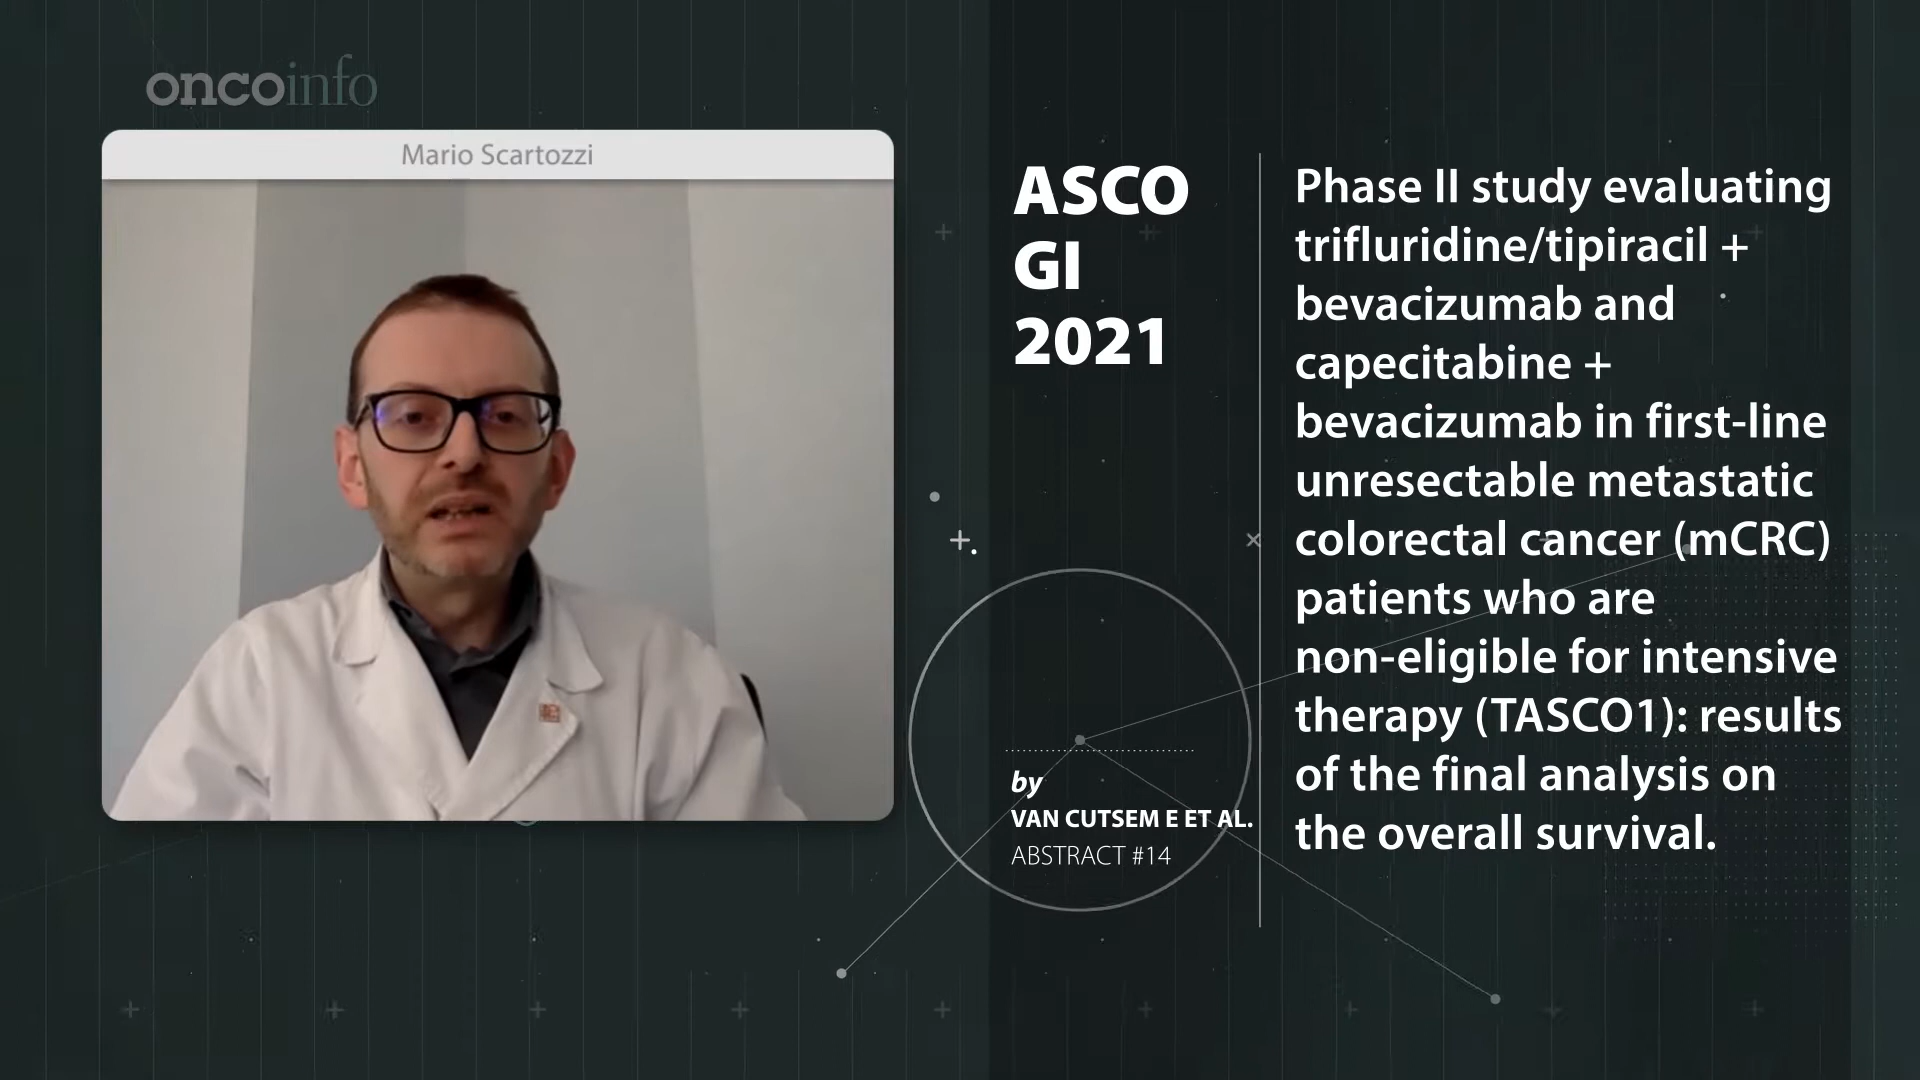 oncoinfo
Mario Scartozzi
ASCO
GI
2021
by
VAN CUTSEM E ET AL.
ABSTRACT #14
Phase II study evaluating
trifluridine/tipiracil +
bevacizumab and
capecitabine +
bevacizumab in first-line
unresectable metastatic
colorectal cancer (mCRC)
patients who are
non-eligible for intensive
therapy (TASCO1): results
of the final analysis on
the overall survival.